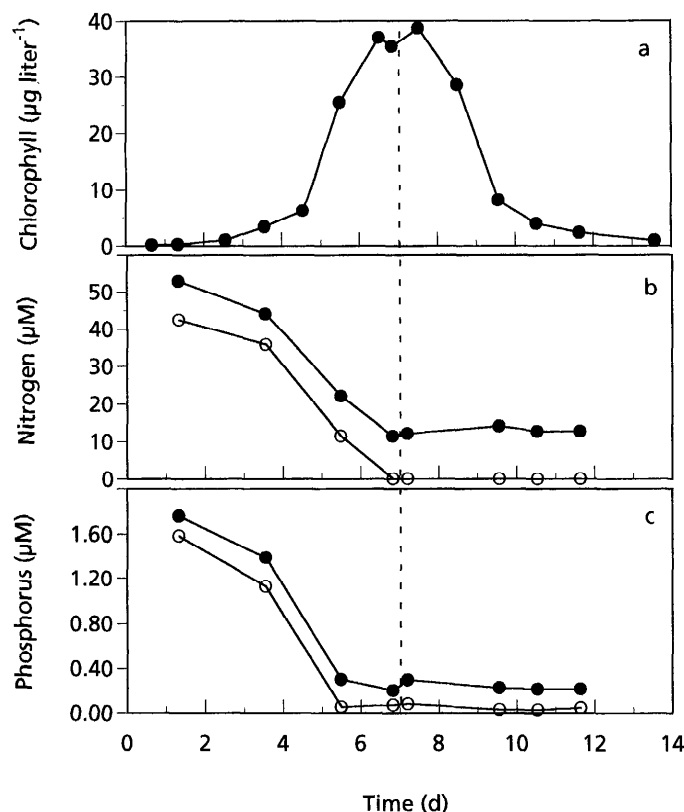 40
30
20
10
0
Chlorophyll (µg liter⁻¹)
a
50
40
30
20
10
0
Nitrogen (µM)
b
1.60
1.20
0.80
0.40
0.00
Phosphorus (µM)
c
0 2 4 6 8 10 12 14
Time (d)